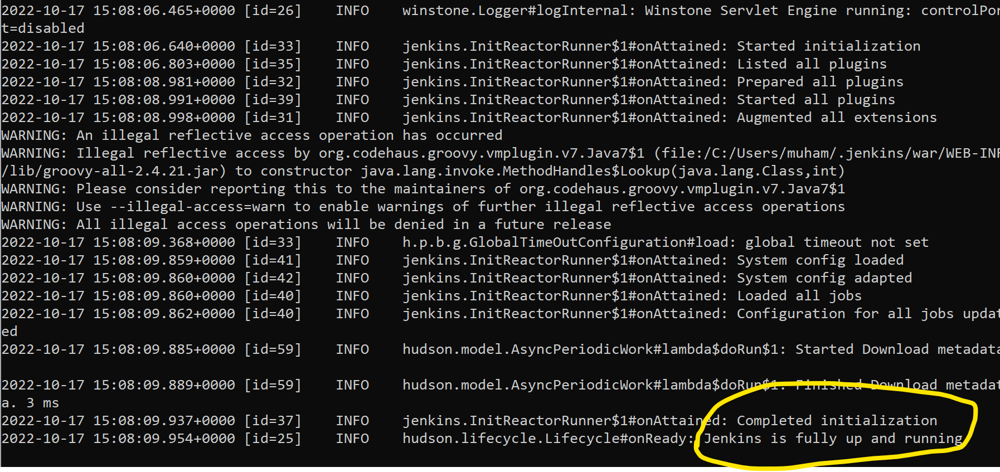 2022-10-17 15:08:06.465+0000 [id=26]    INFO    winstone.Logger#logInternal: Winstone Servlet Engine running: controlPor
t=disabled
2022-10-17 15:08:06.640+0000 [id=33]    INFO    jenkins.InitReactorRunner$1#onAttained: Started initialization
2022-10-17 15:08:06.803+0000 [id=35]    INFO    jenkins.InitReactorRunner$1#onAttained: Listed all plugins
2022-10-17 15:08:08.981+0000 [id=32]    INFO    jenkins.InitReactorRunner$1#onAttained: Prepared all plugins
2022-10-17 15:08:08.991+0000 [id=39]    INFO    jenkins.InitReactorRunner$1#onAttained: Started all plugins
2022-10-17 15:08:08.998+0000 [id=31]    INFO    jenkins.InitReactorRunner$1#onAttained: Augmented all extensions
WARNING: An illegal reflective access operation has occurred
WARNING: Illegal reflective access by org.codehaus.groovy.vmplugin.v7.Java7$1 (file:/C:/Users/muham/.jenkins/war/WEB-INF
/lib/groovy-all-2.4.21.jar) to constructor java.lang.invoke.MethodHandles$Lookup(java.lang.Class,int)
WARNING: Please consider reporting this to the maintainers of org.codehaus.groovy.vmplugin.v7.Java7$1
WARNING: Use --illegal-access=warn to enable warnings of further illegal reflective access operations
WARNING: All illegal access operations will be denied in a future release
2022-10-17 15:08:09.368+0000 [id=33]    INFO    h.p.b.g.GlobalTimeOutConfiguration#load: global timeout not set
2022-10-17 15:08:09.859+0000 [id=41]    INFO    jenkins.InitReactorRunner$1#onAttained: System config loaded
2022-10-17 15:08:09.860+0000 [id=42]    INFO    jenkins.InitReactorRunner$1#onAttained: System config adapted
2022-10-17 15:08:09.860+0000 [id=40]    INFO    jenkins.InitReactorRunner$1#onAttained: Loaded all jobs
2022-10-17 15:08:09.862+0000 [id=40]    INFO    jenkins.InitReactorRunner$1#onAttained: Configuration for all jobs updat
ed
2022-10-17 15:08:09.885+0000 [id=59]    INFO    hudson.model.AsyncPeriodicWork#lambda$doRun$1: Started Download metadata
2022-10-17 15:08:09.889+0000 [id=59]    INFO    hudson.model.AsyncPeriodicWork#lambda$doRun$1: Finished Download metadat
a. 3 ms
2022-10-17 15:08:09.937+0000 [id=37]    INFO    jenkins.InitReactorRunner$1#onAttained: Completed initialization
2022-10-17 15:08:09.954+0000 [id=25]    INFO    hudson.lifecycle.Lifecycle#onReady: Jenkins is fully up and running